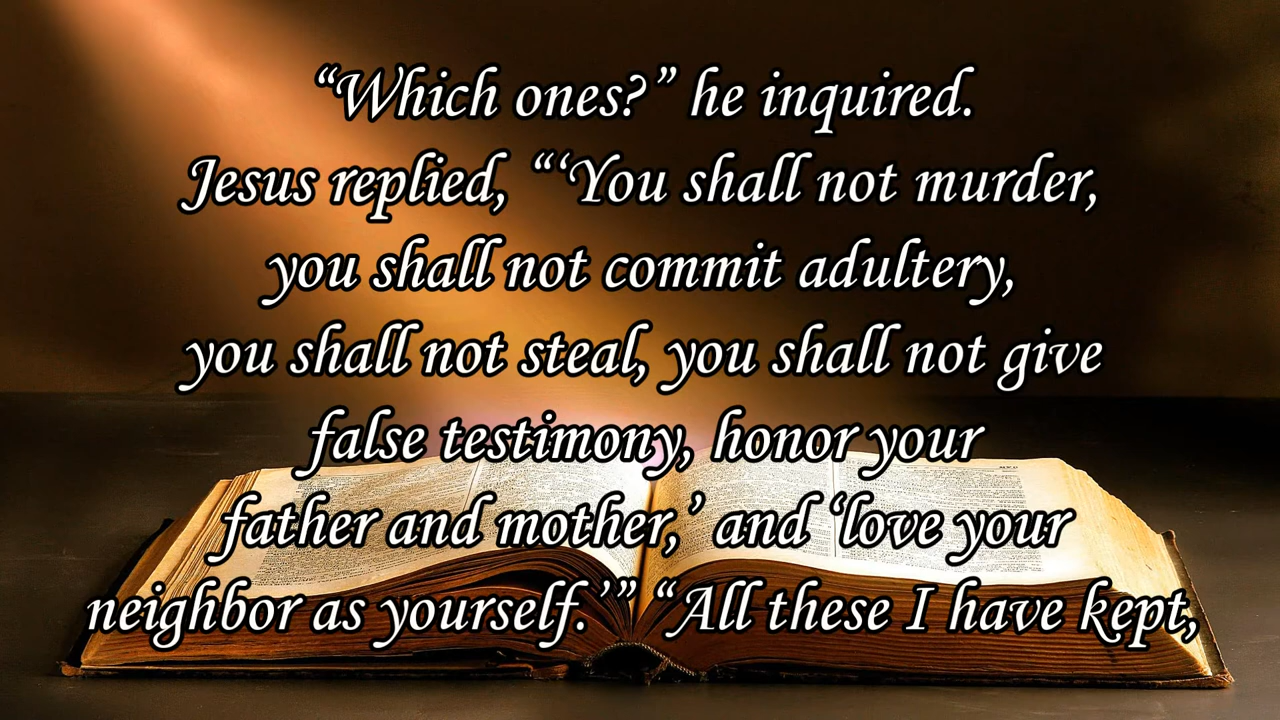 “Which ones?” he inquired.
Jesus replied, “‘You shall not murder,
you shall not commit adultery,
you shall not steal, you shall not give
false testimony, honor your
father and mother,’ and ‘love your
neighbor as yourself.’” “All these I have kept,